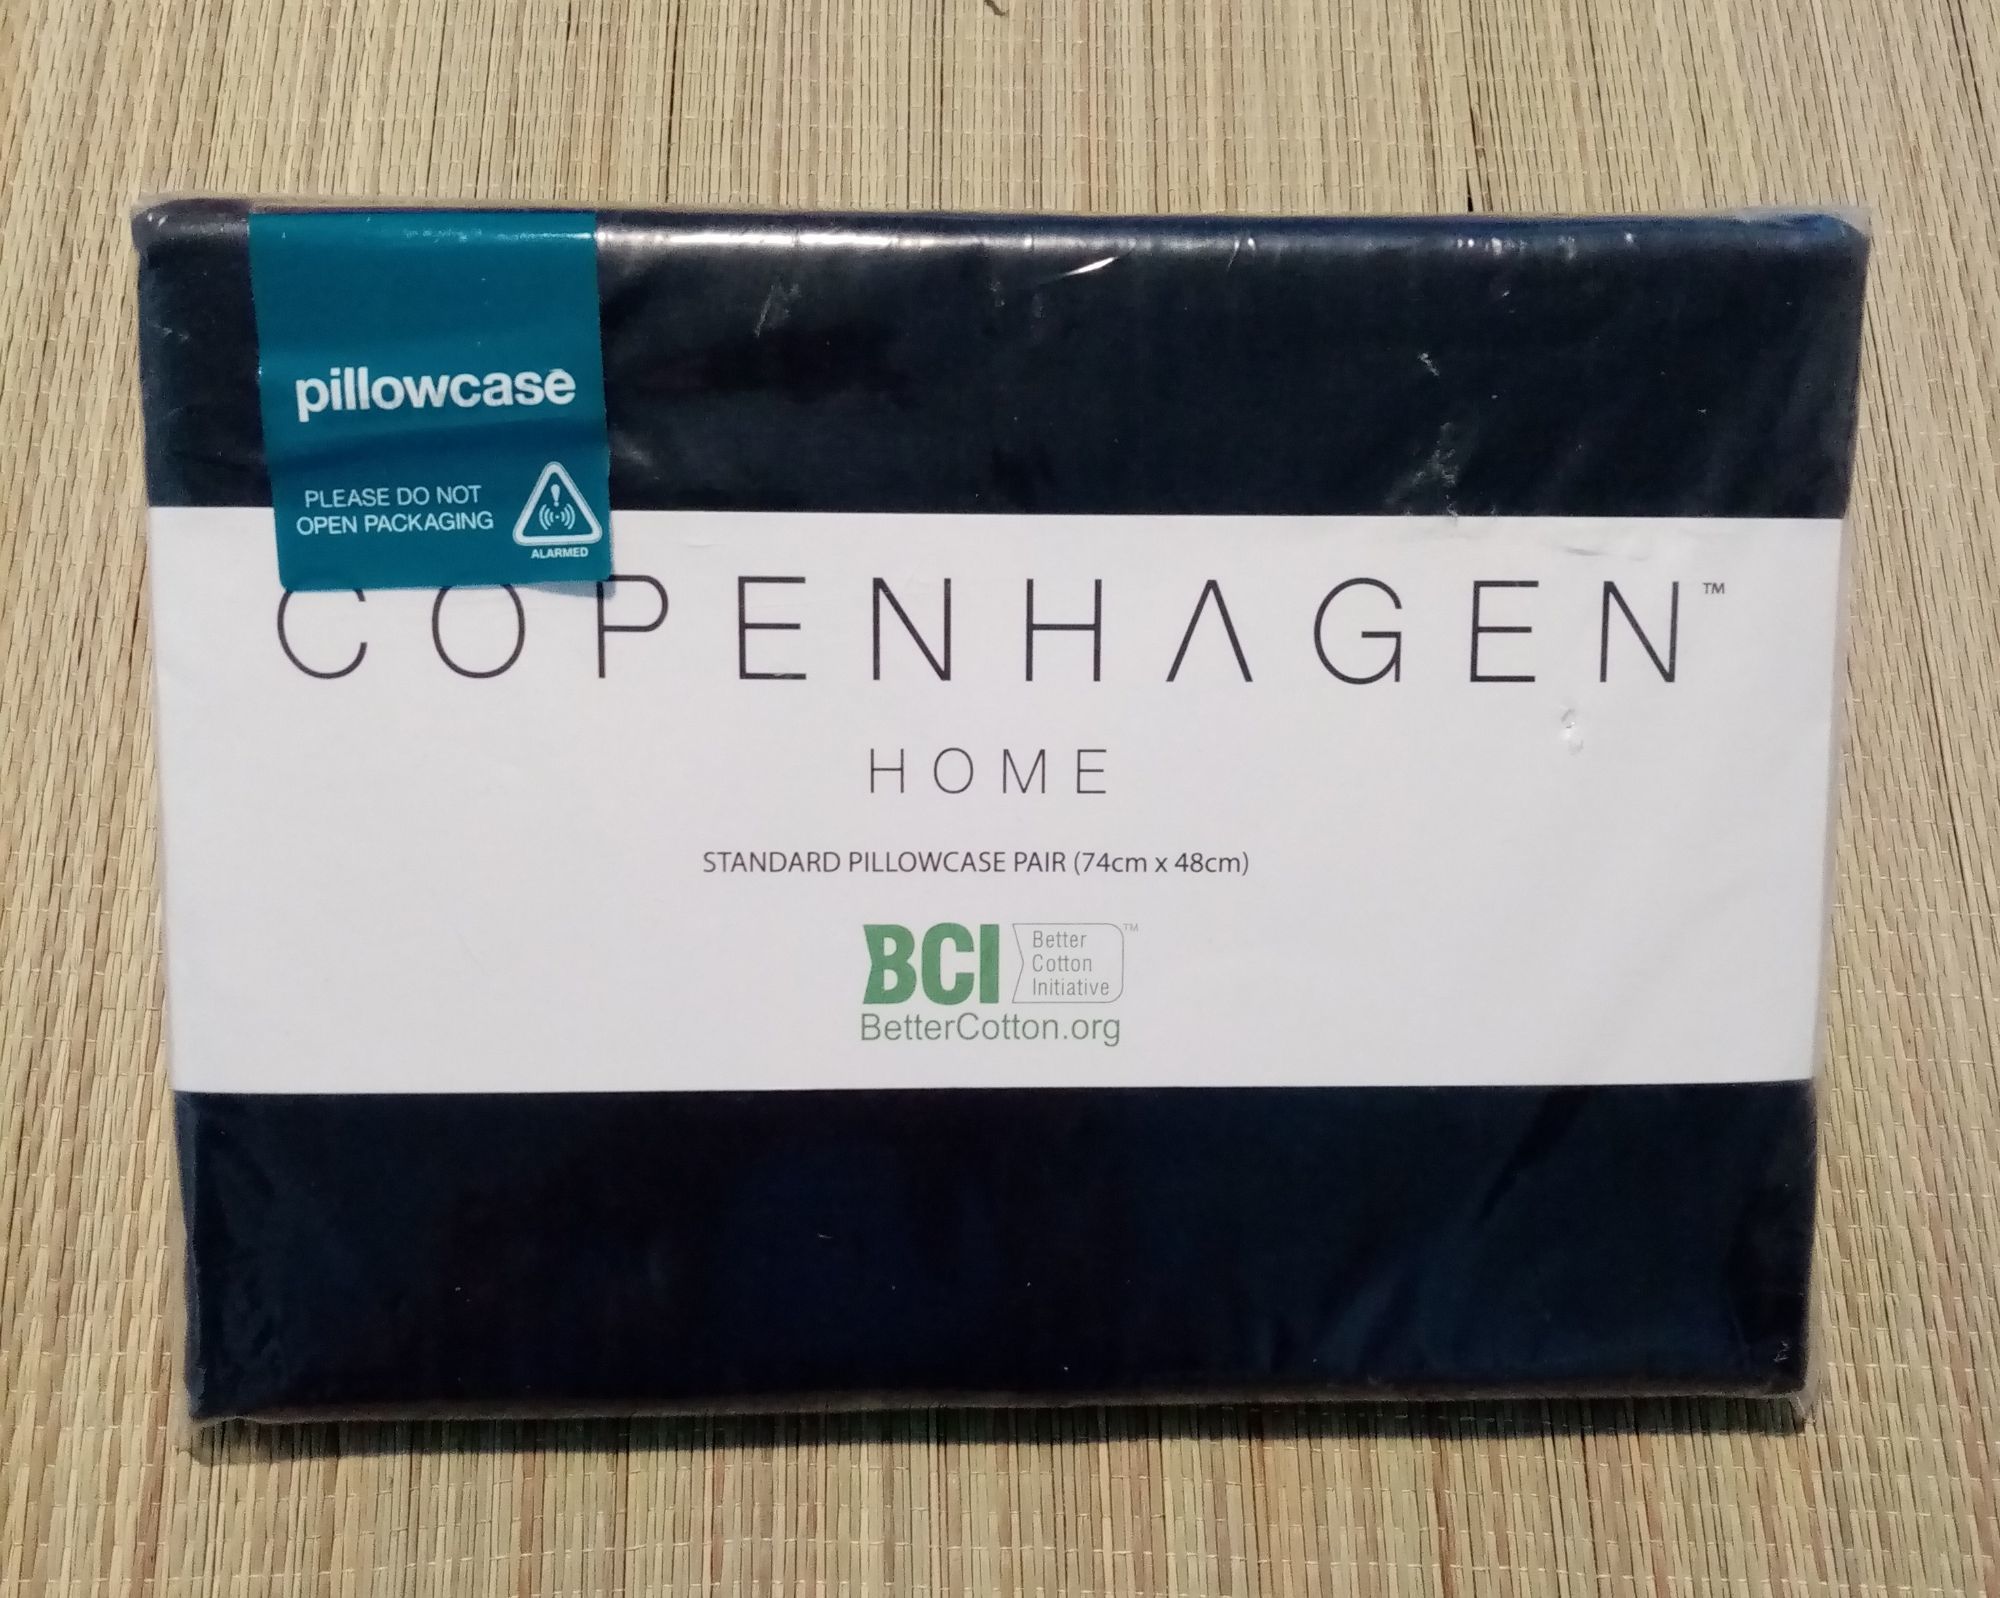 pillowcase
PLEASE DO NOT
OPEN PACKAGING
ALARMED
COPENHAGEN™
HOME
STANDARD PILLOWCASE PAIR (74cm x 48cm)
BCI
Better
Cotton
Initiative
™
BetterCotton.org